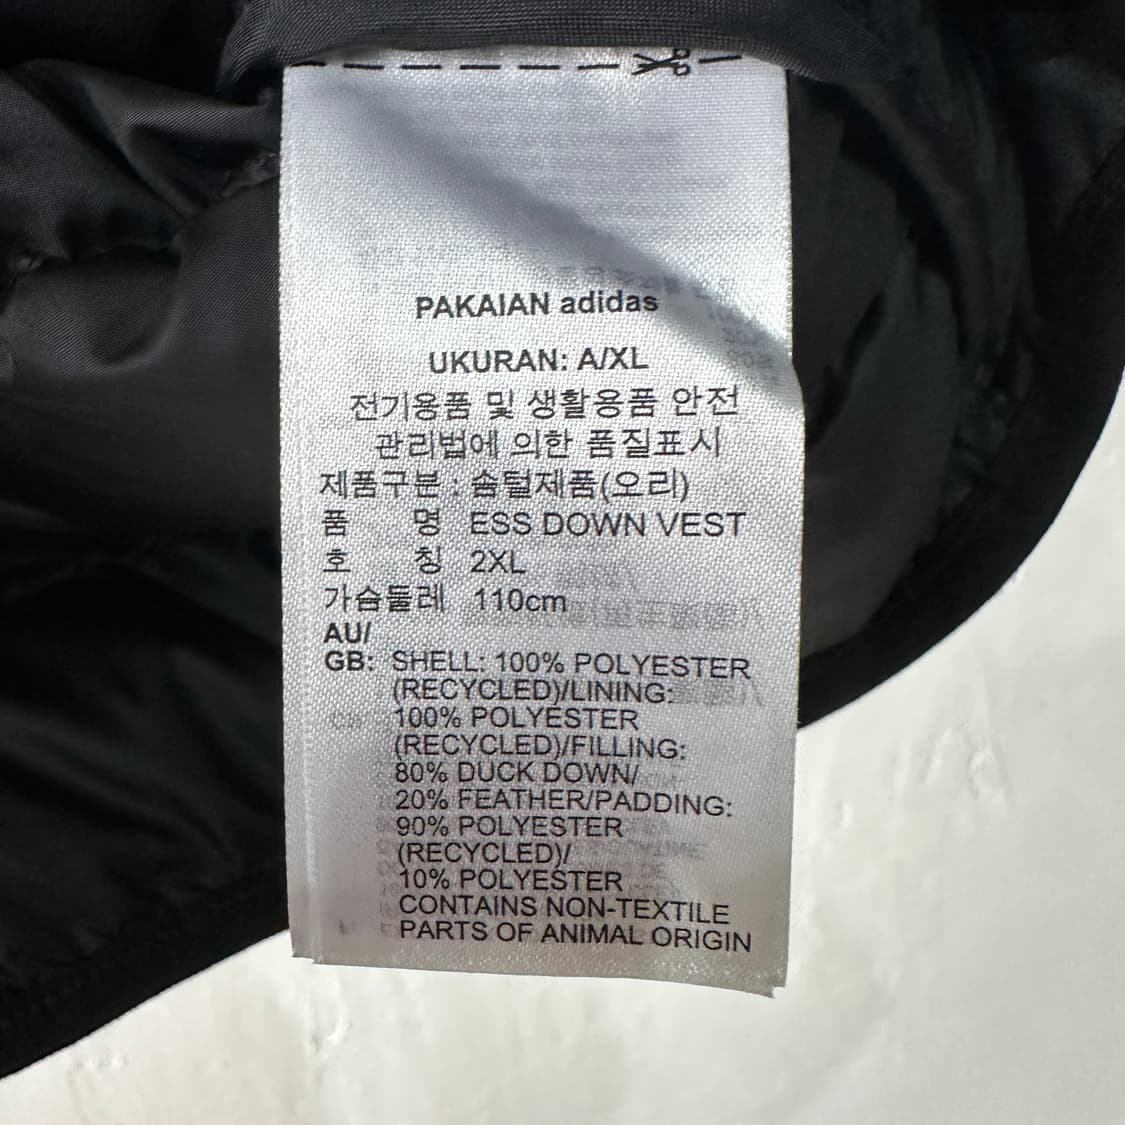 PAKAIAN adidas
UKURAN: A/XL
전기용품 및 생활용품 안전
관리법에 의한 품질표시
제품구분 : 솜털제품(오리)
품 명 ESS DOWN VEST
호 칭 2XL
가슴둘레 110cm
AU/
GB: SHELL: 100% POLYESTER
(RECYCLED)/LINING:
100% POLYESTER
(RECYCLED)/FILLING:
80% DUCK DOWN/
20% FEATHER/PADDING:
90% POLYESTER
(RECYCLED)/
10% POLYESTER
CONTAINS NON-TEXTILE
PARTS OF ANIMAL ORIGIN